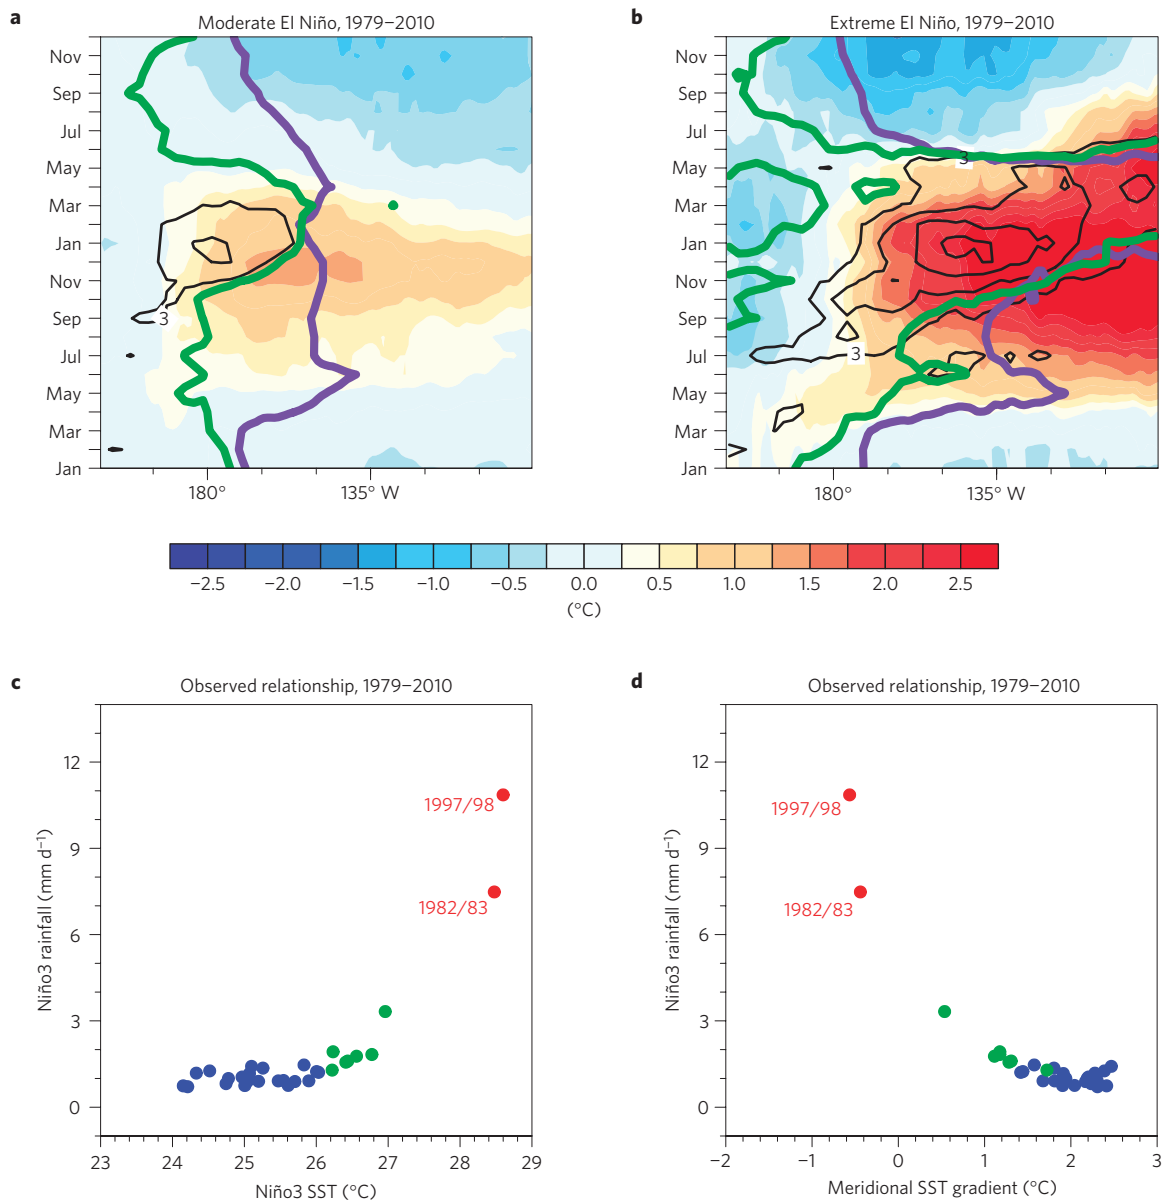 a
Moderate El Niño, 1979–2010
Nov
Sep
Jul
May
Mar
Jan
Nov
Sep
Jul
May
Mar
Jan
3
180°
135° W
b
Extreme El Niño, 1979–2010
Nov
Sep
Jul
May
Mar
Jan
Nov
Sep
Jul
May
Mar
Jan
3
3
180°
135° W
−2.5 −2.0 −1.5 −1.0 −0.5 0.0 0.5 1.0 1.5 2.0 2.5
(°C)
c
Observed relationship, 1979–2010
Niño3 rainfall (mm d⁻¹)
12
9
6
3
0
1997/98
1982/83
23 24 25 26 27 28 29
Niño3 SST (°C)
d
Observed relationship, 1979–2010
Niño3 rainfall (mm d⁻¹)
12
9
6
3
0
1997/98
1982/83
−2 −1 0 1 2 3
Meridional SST gradient (°C)